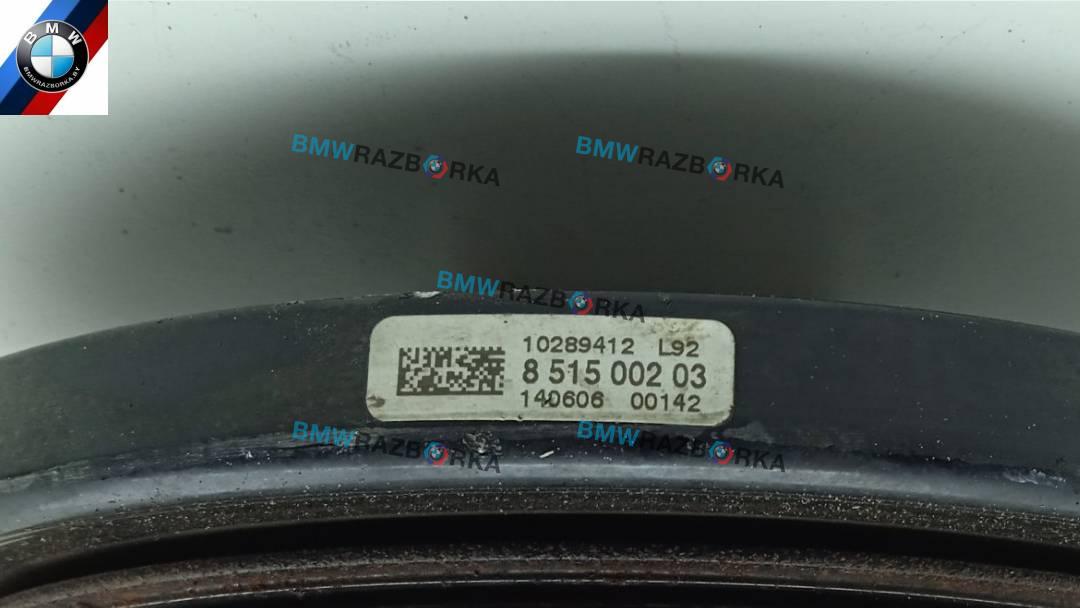 BMW
BMWRAZBORKA.BY
BMWRAZBORKA
BMWRAZBORKA
BMWRAZBORKA
10289412 L92
8 515 002 03
140606 00142
BMWRAZBORKA
BMWRAZBORKA